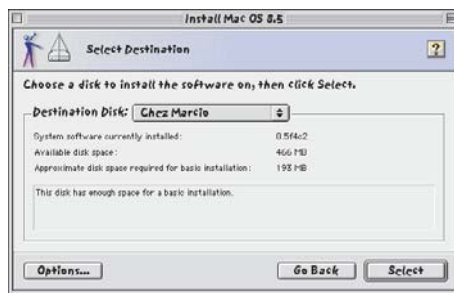 Install Mac OS 8.5
Select Destination
?
Choose a disk to install the software on, then click Select.
Destination Disk: Chez Marcio
System software currently installed: 8.5f4c2
Available disk space: 466 MB
Approximate disk space required for basic installation: 193 MB
This disk has enough space for a basic installation.
Options... Go Back Select